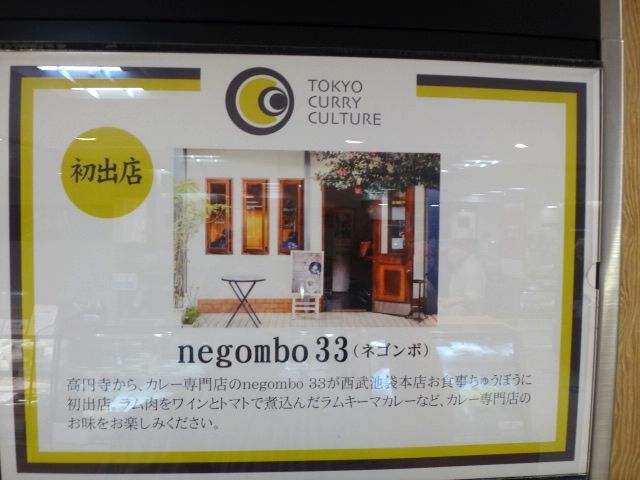 TOKYO
CURRY
CULTURE
初出店
negombo 33(ネゴンボ)
高円寺から、カレー専門店のnegombo 33が西武池袋本店お食事ちゅうぼうに
初出店。ラム肉をワインとトマトで煮込んだラムキーマカレーなど、カレー専門店の
お味をお楽しみください。